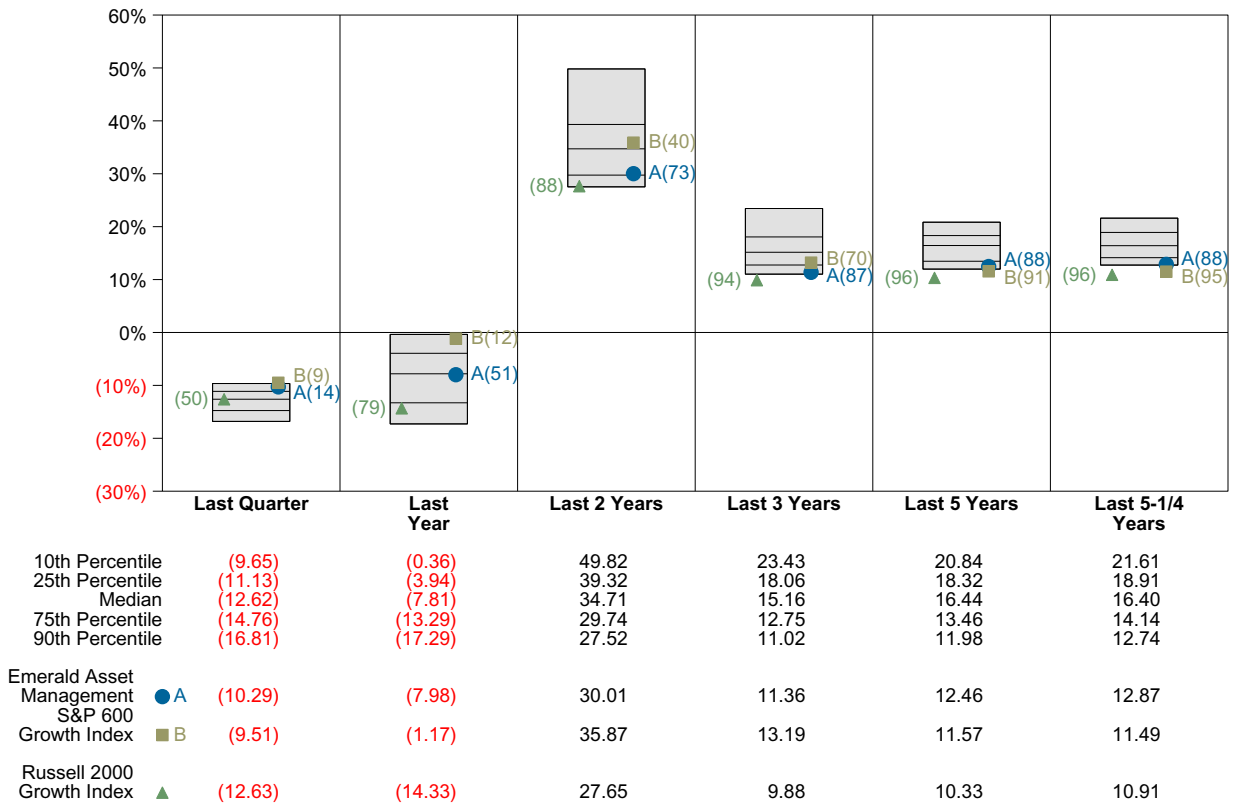 60%
50%
40%
30%
20%
10%
0%
(10%)
(20%)
(30%)
(50)
B(9)
A(14)
(79)
B(12)
A(51)
(88)
B(40)
A(73)
(94)
B(70)
A(87)
(96)
A(88)
B(91)
(96)
A(88)
B(95)
Last Quarter Last Year Last 2 Years Last 3 Years Last 5 Years Last 5-1/4 Years
10th Percentile (9.65) (0.36) 49.82 23.43 20.84 21.61
25th Percentile (11.13) (3.94) 39.32 18.06 18.32 18.91
Median (12.62) (7.81) 34.71 15.16 16.44 16.40
75th Percentile (14.76) (13.29) 29.74 12.75 13.46 14.14
90th Percentile (16.81) (17.29) 27.52 11.02 11.98 12.74
Emerald Asset
Management A (10.29) (7.98) 30.01 11.36 12.46 12.87
S&P 600
Growth Index B (9.51) (1.17) 35.87 13.19 11.57 11.49
Russell 2000
Growth Index (12.63) (14.33) 27.65 9.88 10.33 10.91